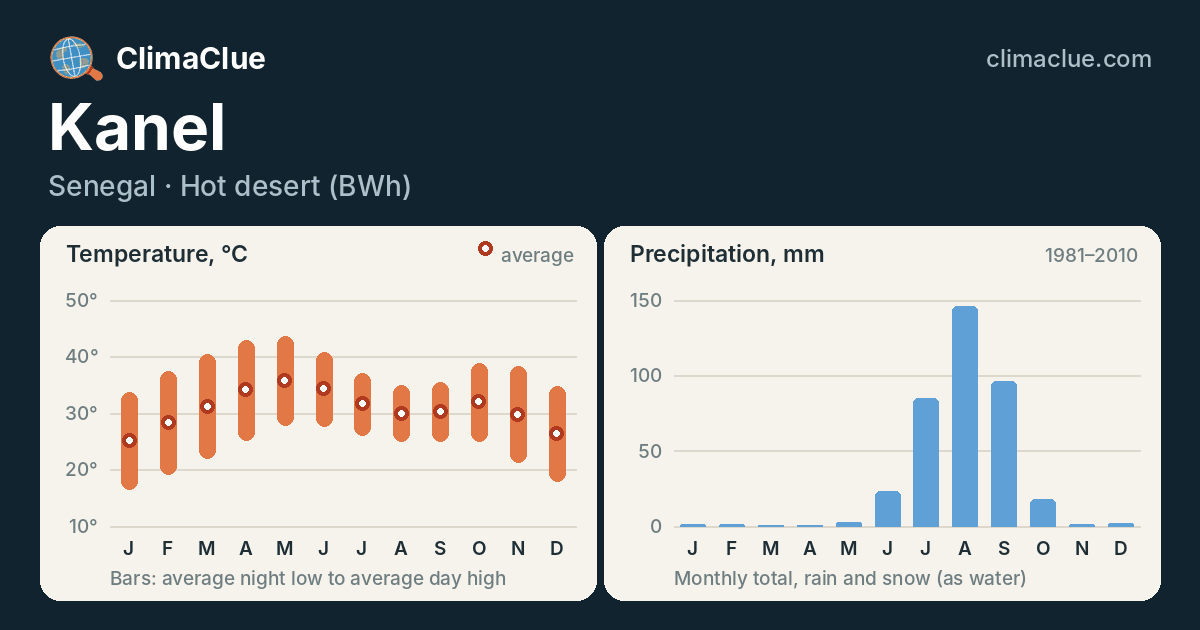 ClimaClue
climaclue.com
Kanel
Senegal · Hot desert (BWh)
Temperature, °C
average
50°
40°
30°
20°
10°
J F M A M J J A S O N D
Bars: average night low to average day high
Precipitation, mm
1981–2010
150
100
50
0
J F M A M J J A S O N D
Monthly total, rain and snow (as water)